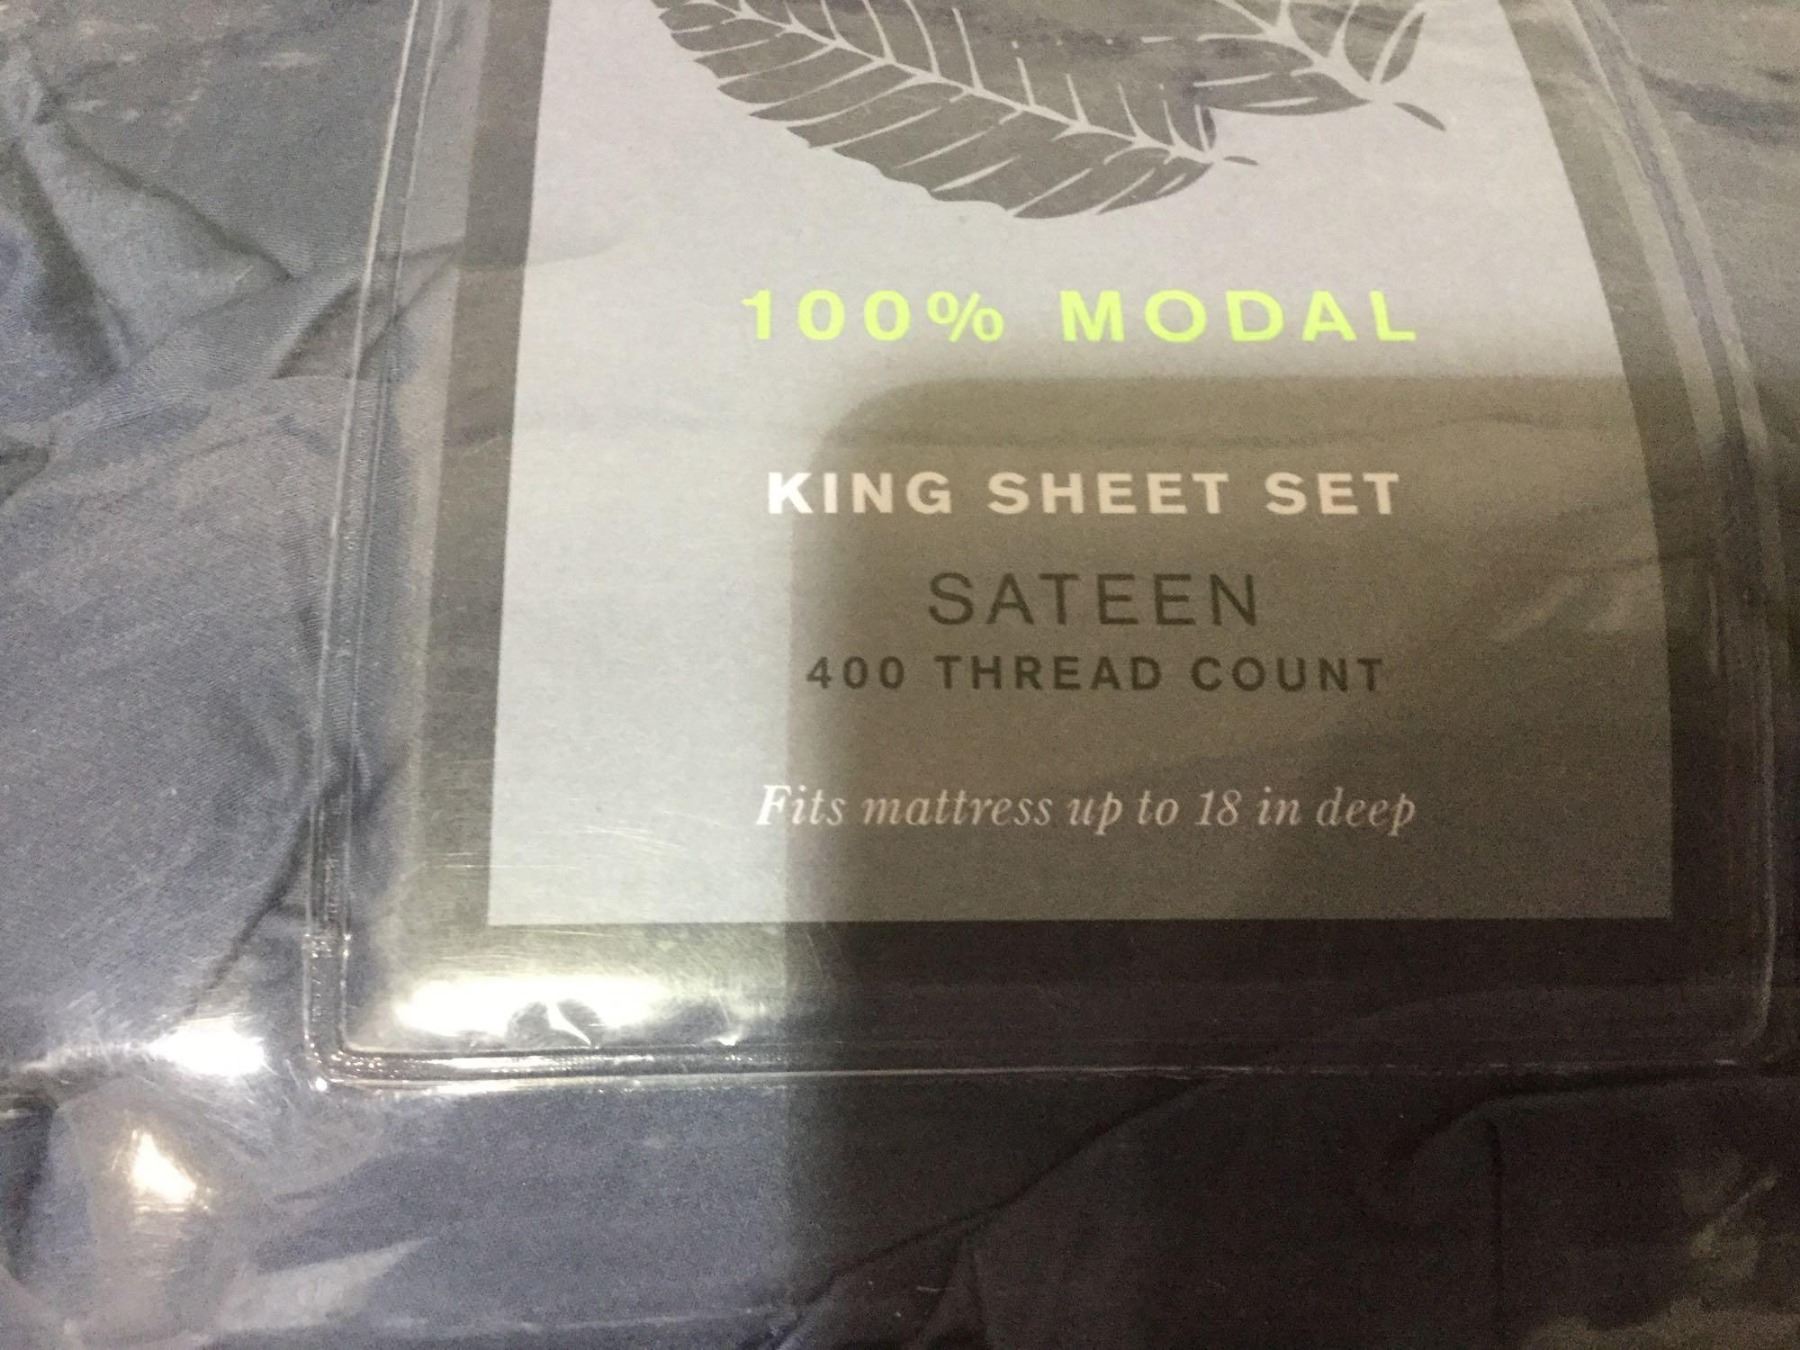 100% MODAL
KING SHEET SET
SATEEN
400 THREAD COUNT
Fits mattress up to 18 in deep